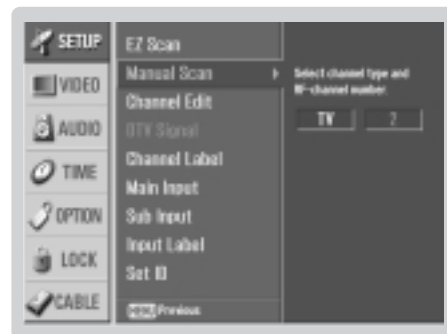 SETUP
VIDEO
AUDIO
TIME
OPTION
LOCK
CABLE
EZ Scan
Manual Scan
Channel Edit
DTV Signal
Channel Label
Main Input
Sub Input
Input Label
Set ID
MENU Previous
Select channel type and
RF-channel number.
TV 2